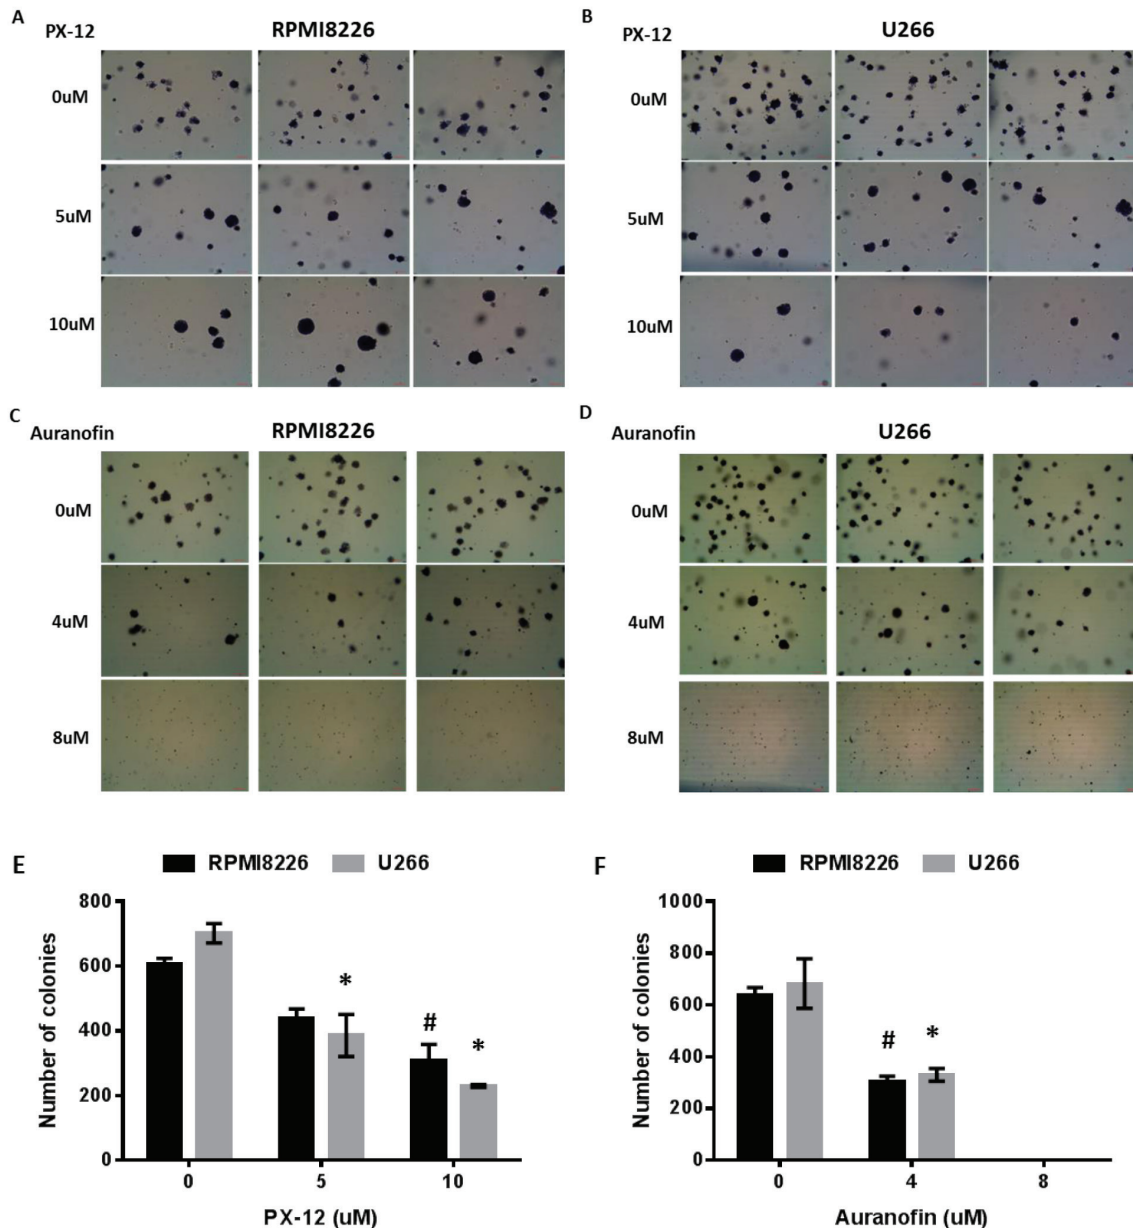 A
PX-12
RPMI8226
0uM
5uM
10uM
B
PX-12
U266
0uM
5uM
10uM
C
Auranofin
RPMI8226
0uM
4uM
8uM
D
Auranofin
U266
0uM
4uM
8uM
E
RPMI8226
U266
Number of colonies
800
600
400
200
0
*
#
*
0
5
10
PX-12 (uM)
F
RPMI8226
U266
Number of colonies
1000
800
600
400
200
0
#
*
0
4
8
Auranofin (uM)